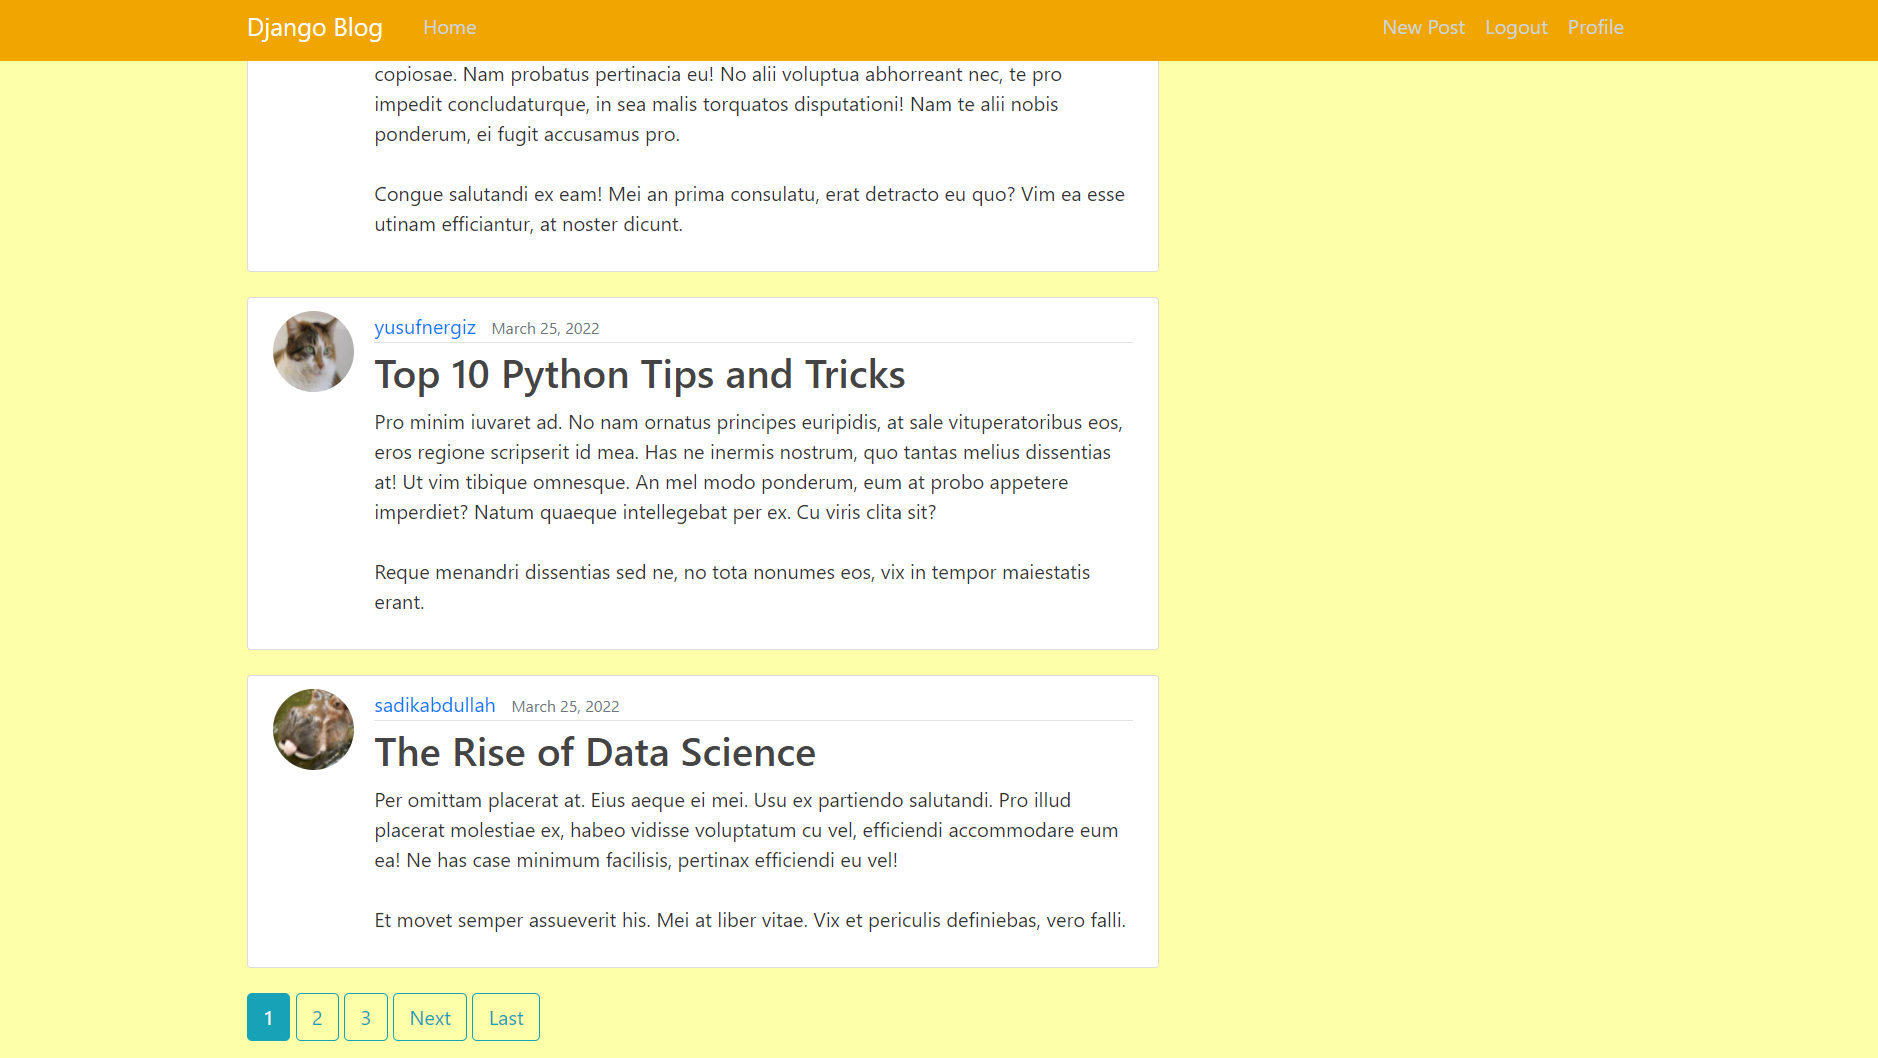 Django Blog Home New Post Logout Profile
copiosae. Nam probatus pertinacia eu! No alii voluptua abhorreant nec, te pro
impedit concludaturque, in sea malis torquatos disputationi! Nam te alii nobis
ponderum, ei fugit accusamus pro.
Congue salutandi ex eam! Mei an prima consulatu, erat detracto eu quo? Vim ea esse
utinam efficiantur, at noster dicunt.
yusufnergiz March 25, 2022
Top 10 Python Tips and Tricks
Pro minim iuvaret ad. No nam ornatus principes euripidis, at sale vituperatoribus eos,
eros regione scripserit id mea. Has ne inermis nostrum, quo tantas melius dissentias
at! Ut vim tibique omnesque. An mel modo ponderum, eum at probo appetere
imperdiet? Natum quaeque intellegebat per ex. Cu viris clita sit?
Reque menandri dissentias sed ne, no tota nonumes eos, vix in tempor maiestatis
erant.
sadikabdullah March 25, 2022
The Rise of Data Science
Per omittam placerat at. Eius aeque ei mei. Usu ex partiendo salutandi. Pro illud
placerat molestiae ex, habeo vidisse voluptatum cu vel, efficiendi accommodare eum
ea! Ne has case minimum facilisis, pertinax efficiendi eu vel!
Et movet semper assueverit his. Mei at liber vitae. Vix et periculis definiebas, vero falli.
1 2 3 Next Last